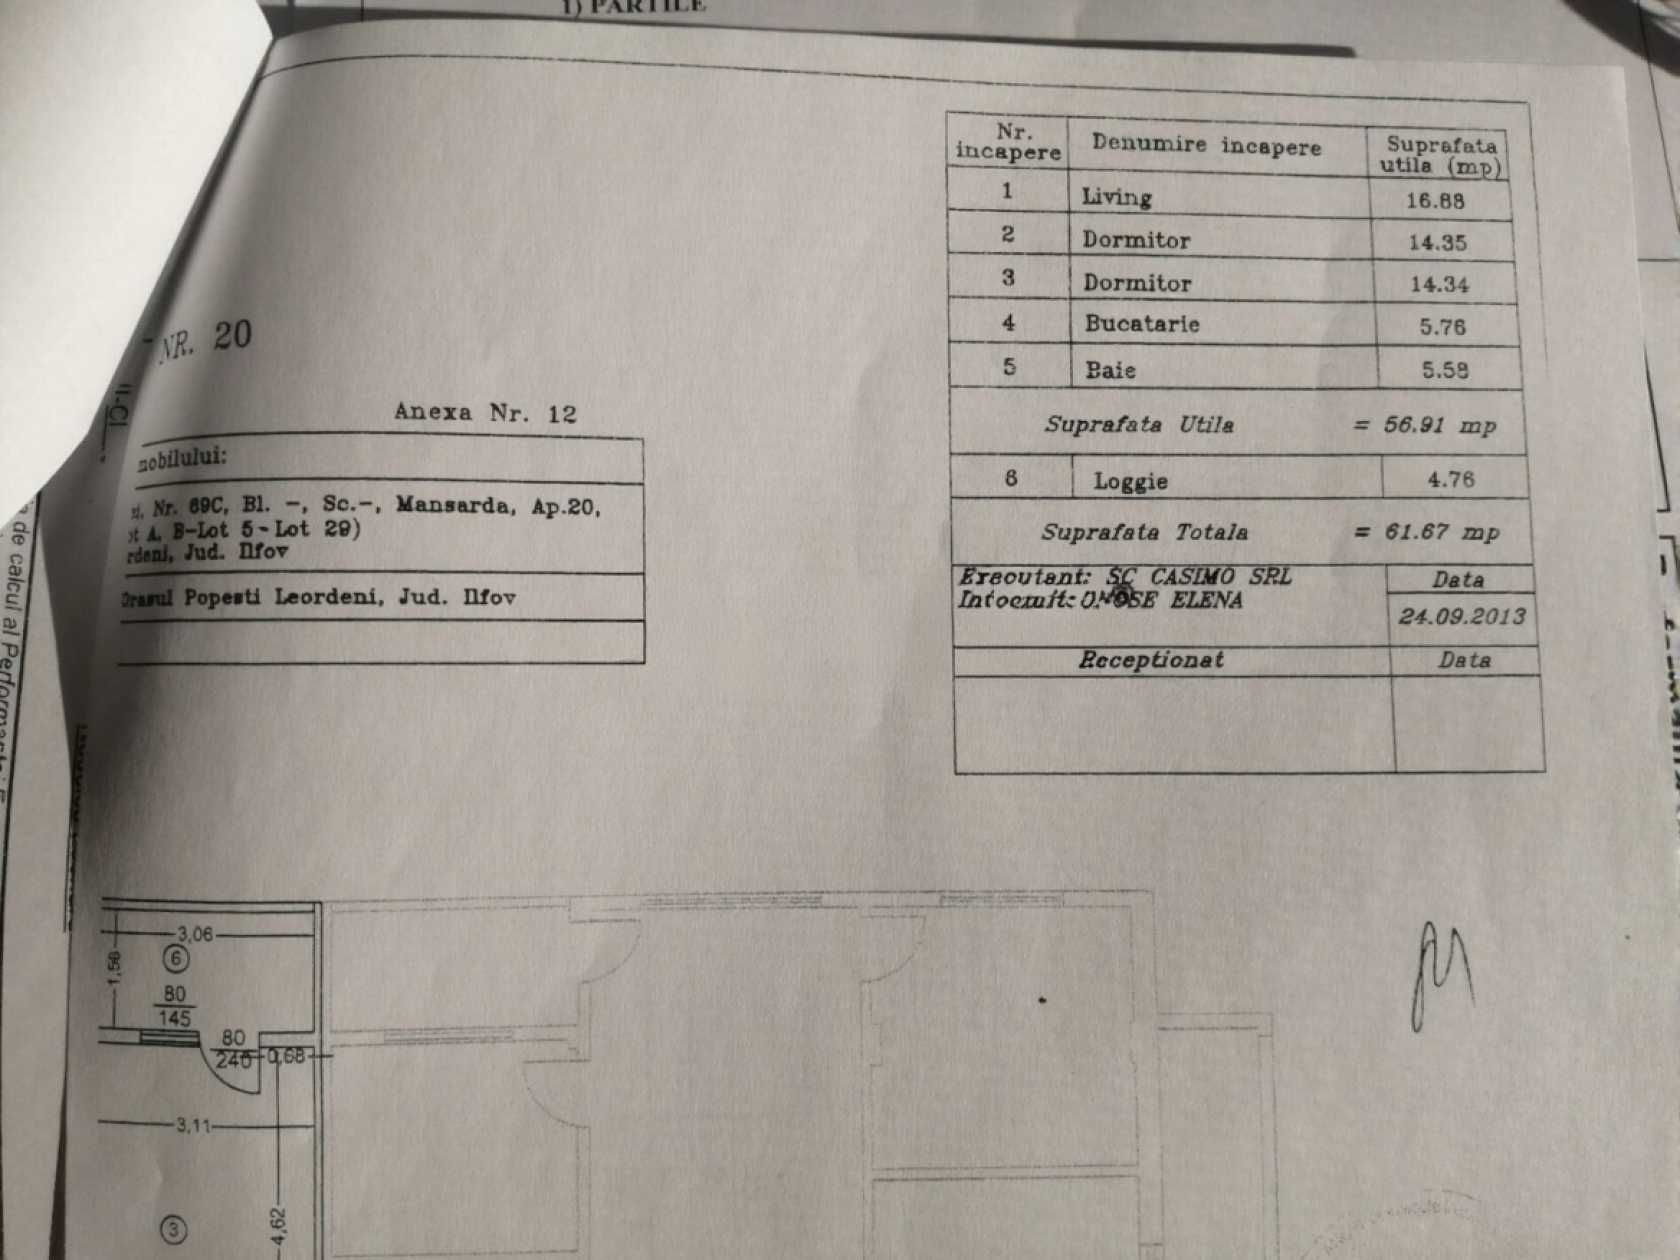 1) PARTILE
Nr. incapere Denumire incapere Suprafata utila (mp)
1 Living 16.88
2 Dormitor 14.35
3 Dormitor 14.34
4 Bucatarie 5.76
5 Baie 5.58
Suprafata Utila = 56.91 mp
6 Loggie 4.76
Suprafata Totala = 61.67 mp
Executant: SC CASIMO SRL
Intocmit: ONOSE ELENA
Data
24.09.2013
Receptionat Data
NR. 20
Anexa Nr. 12
mobilului:
Nr. 69C, Bl. -, Sc.-, Mansarda, Ap.20,
A, B-Lot 5-Lot 29)
rdeni, Jud. Ilfov
Orasul Popesti Leordeni, Jud. Ilfov
de calcul al
3,06
6
1,56
80
145
80
240
0,68
3,11
3
4,62